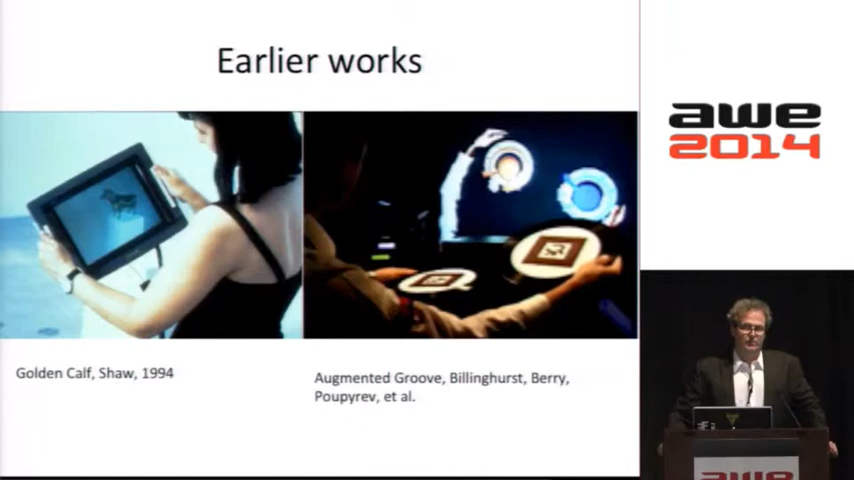 Earlier works
awe
2014
Golden Calf, Shaw, 1994
Augmented Groove, Billinghurst, Berry,
Poupyrev, et al.
awe